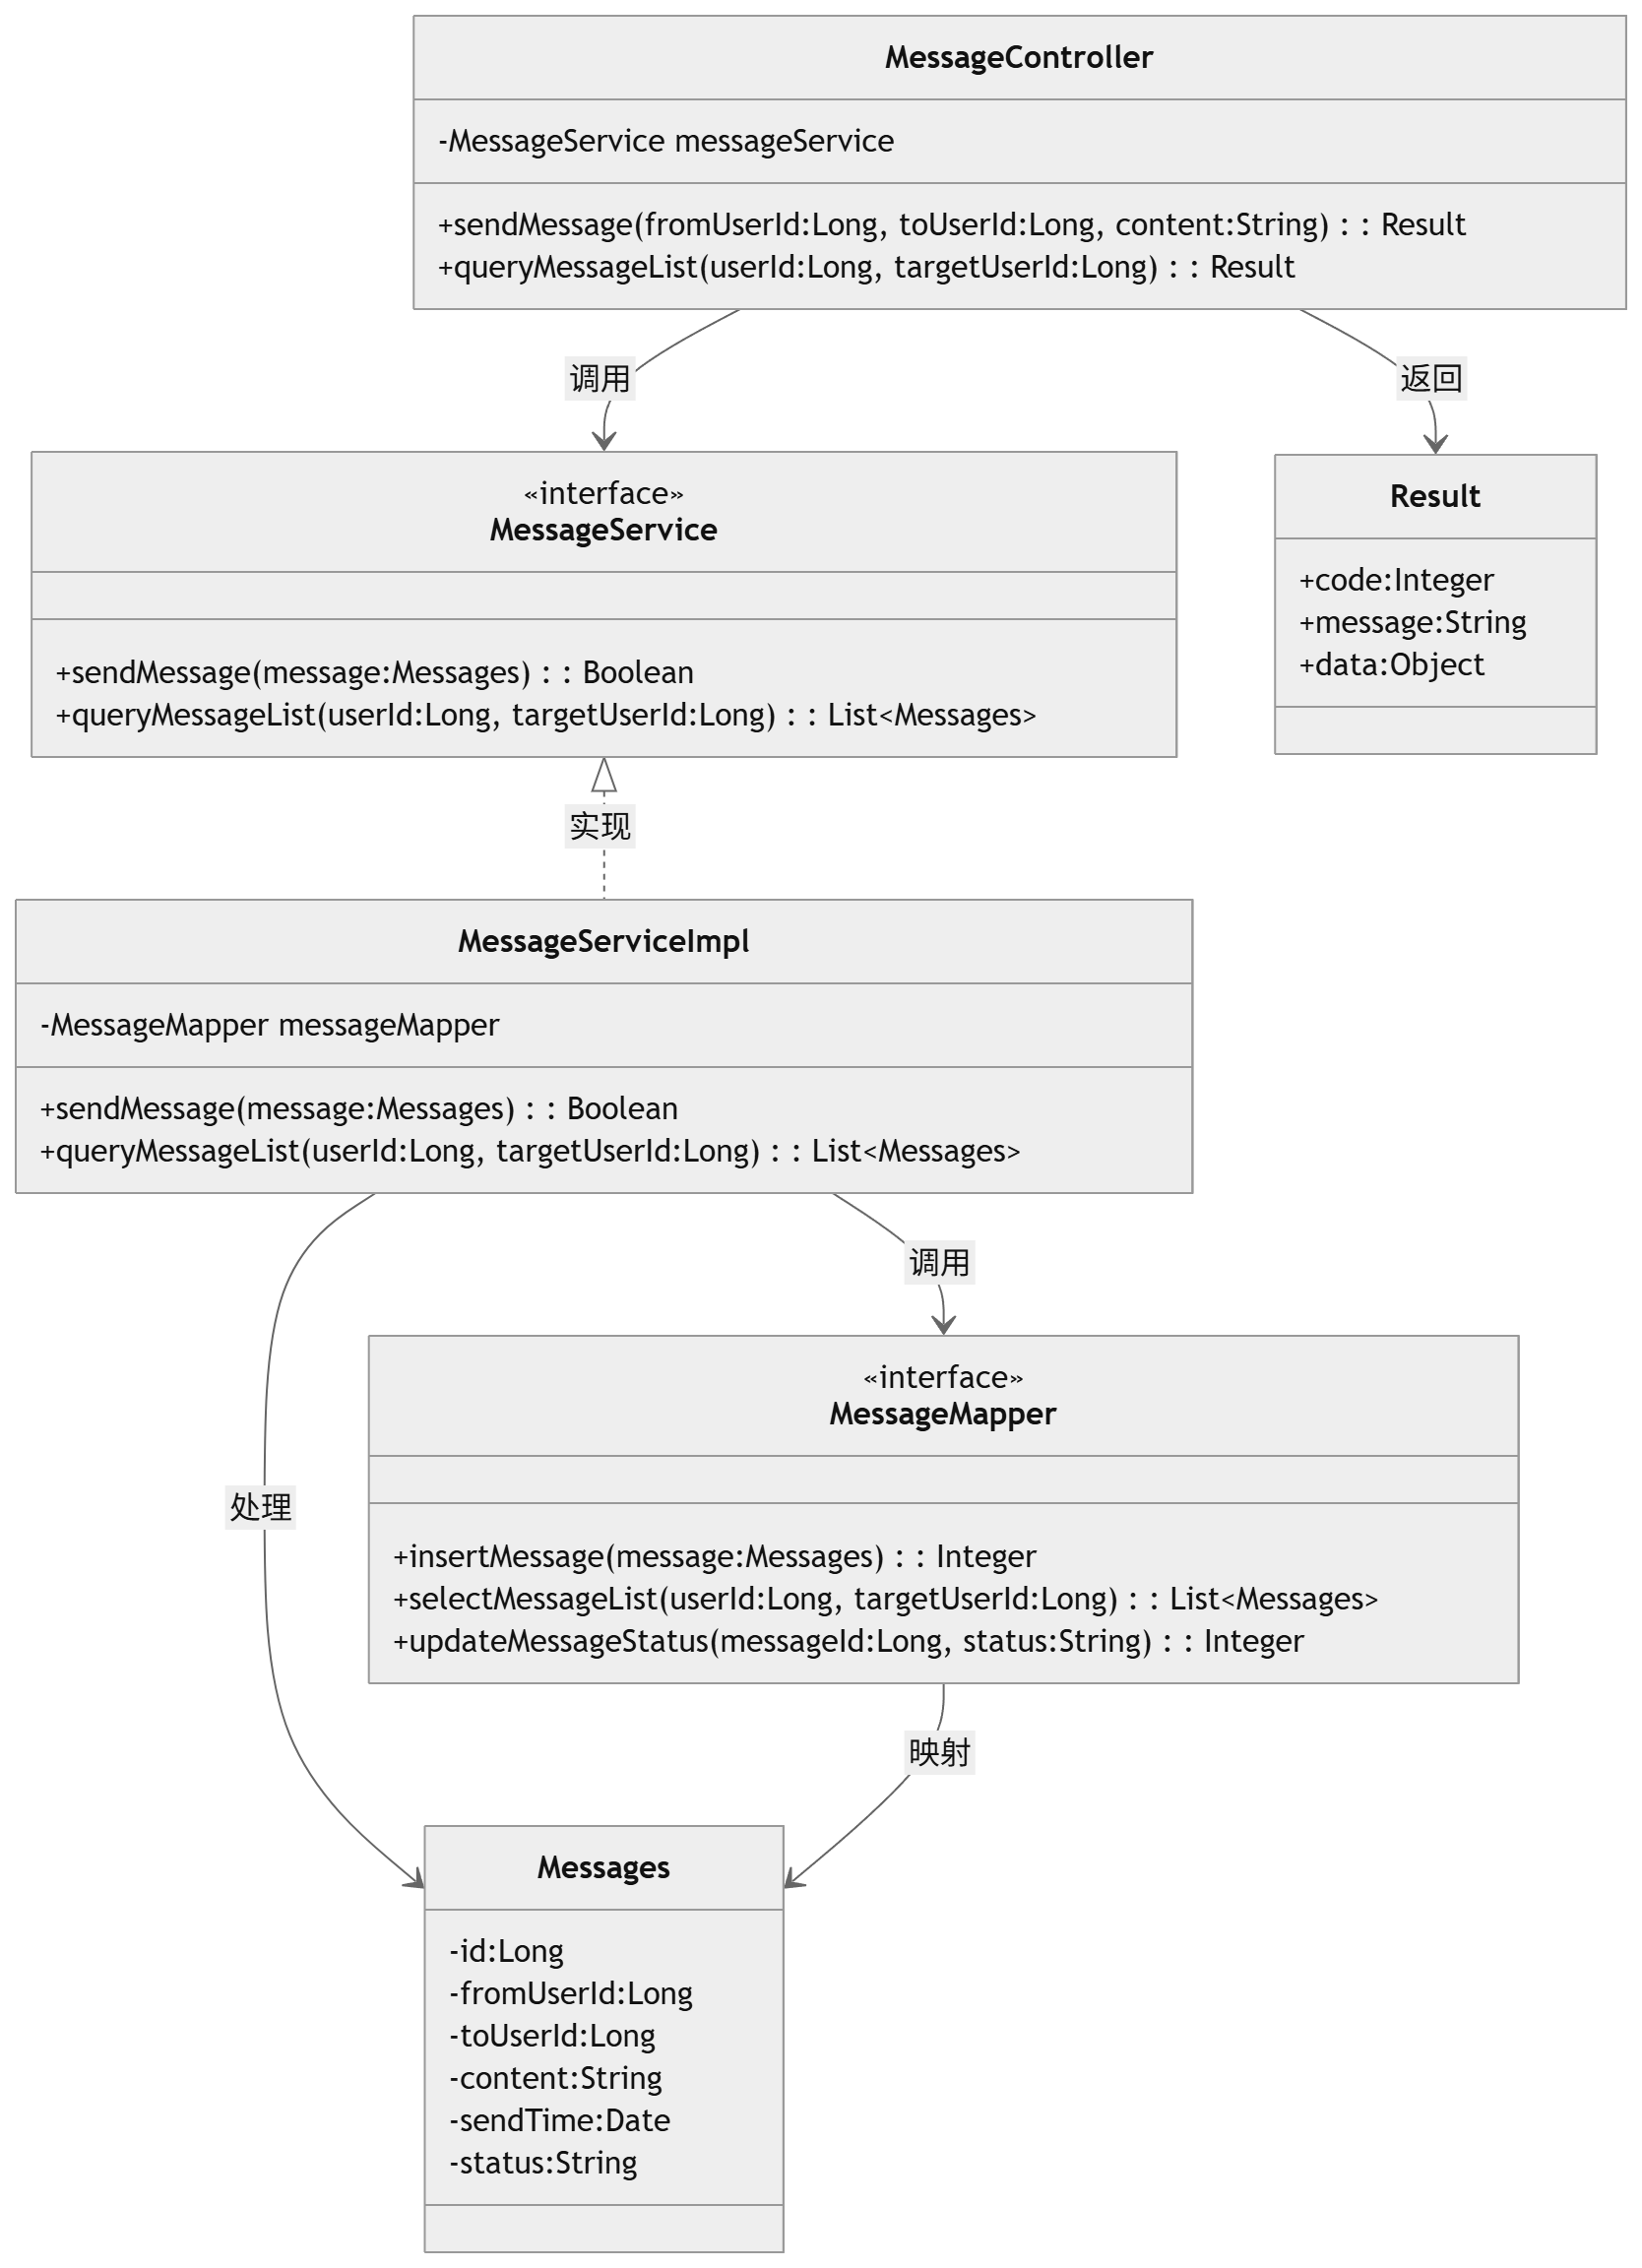 MessageController
-MessageService messageService
+sendMessage(fromUserId:Long, toUserId:Long, content:String) : : Result
+queryMessageList(userId:Long, targetUserId:Long) : : Result
调用
返回
«interface»
MessageService
+sendMessage(message:Messages) : : Boolean
+queryMessageList(userId:Long, targetUserId:Long) : : List<Messages>
Result
+code:Integer
+message:String
+data:Object
实现
MessageServiceImpl
-MessageMapper messageMapper
+sendMessage(message:Messages) : : Boolean
+queryMessageList(userId:Long, targetUserId:Long) : : List<Messages>
调用
«interface»
MessageMapper
+insertMessage(message:Messages) : : Integer
+selectMessageList(userId:Long, targetUserId:Long) : : List<Messages>
+updateMessageStatus(messageId:Long, status:String) : : Integer
处理
映射
Messages
-id:Long
-fromUserId:Long
-toUserId:Long
-content:String
-sendTime:Date
-status:String